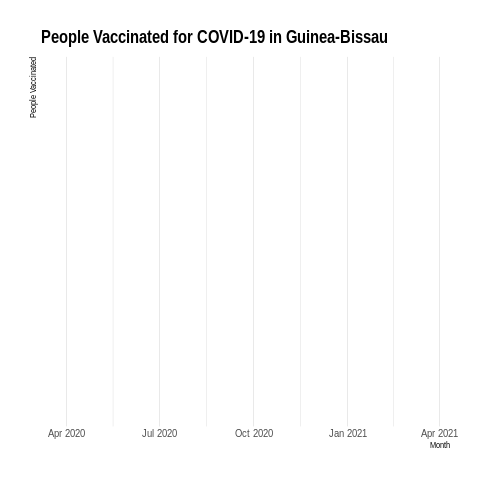 People Vaccinated for COVID-19 in Guinea-Bissau
People Vaccinated
Apr 2020 Jul 2020 Oct 2020 Jan 2021 Apr 2021
Month